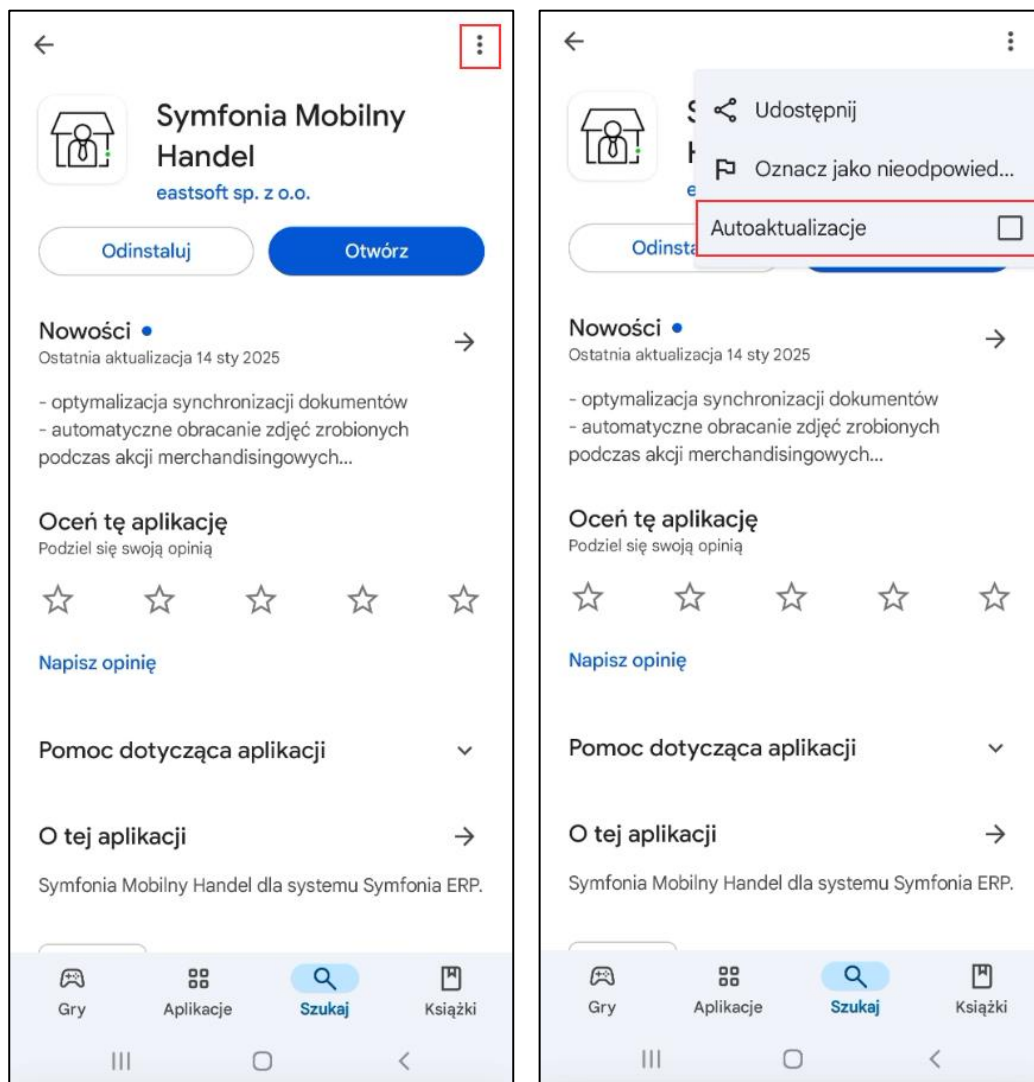 Symfonia Mobilny
Handel
eastsoft sp. z o.o.
Odinstaluj
Otwórz
Nowości
Ostatnia aktualizacja 14 sty 2025
- optymalizacja synchronizacji dokumentów
- automatyczne obracanie zdjęć zrobionych
podczas akcji merchandisingowych...
Oceń tę aplikację
Podziel się swoją opinią
Napisz opinię
Pomoc dotycząca aplikacji
O tej aplikacji
Symfonia Mobilny Handel dla systemu Symfonia ERP.
Gry
Aplikacje
Szukaj
Książki
Udostępnij
Oznacz jako nieodpowied...
Autoaktualizacje
Odinsta
Nowości
Ostatnia aktualizacja 14 sty 2025
- optymalizacja synchronizacji dokumentów
- automatyczne obracanie zdjęć zrobionych
podczas akcji merchandisingowych...
Oceń tę aplikację
Podziel się swoją opinią
Napisz opinię
Pomoc dotycząca aplikacji
O tej aplikacji
Symfonia Mobilny Handel dla systemu Symfonia ERP.
Gry
Aplikacje
Szukaj
Książki